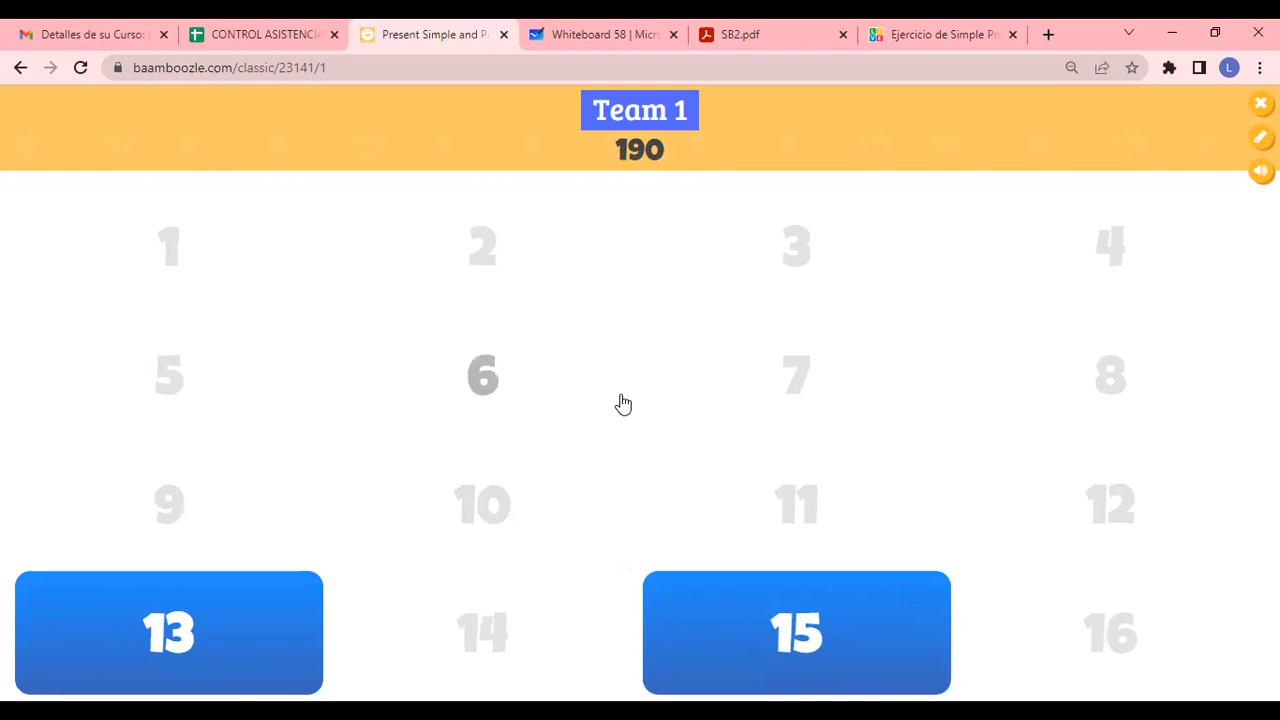 Detalles de su Curso:
CONTROL ASISTENCIA
Present Simple and P
Whiteboard 58 | Micro
SB2.pdf
Ejercicio de Simple Pr
baamboozle.com/classic/23141/1
L
Team 1
190
1 2 3 4
5 6 7 8
9 10 11 12
13 14 15 16